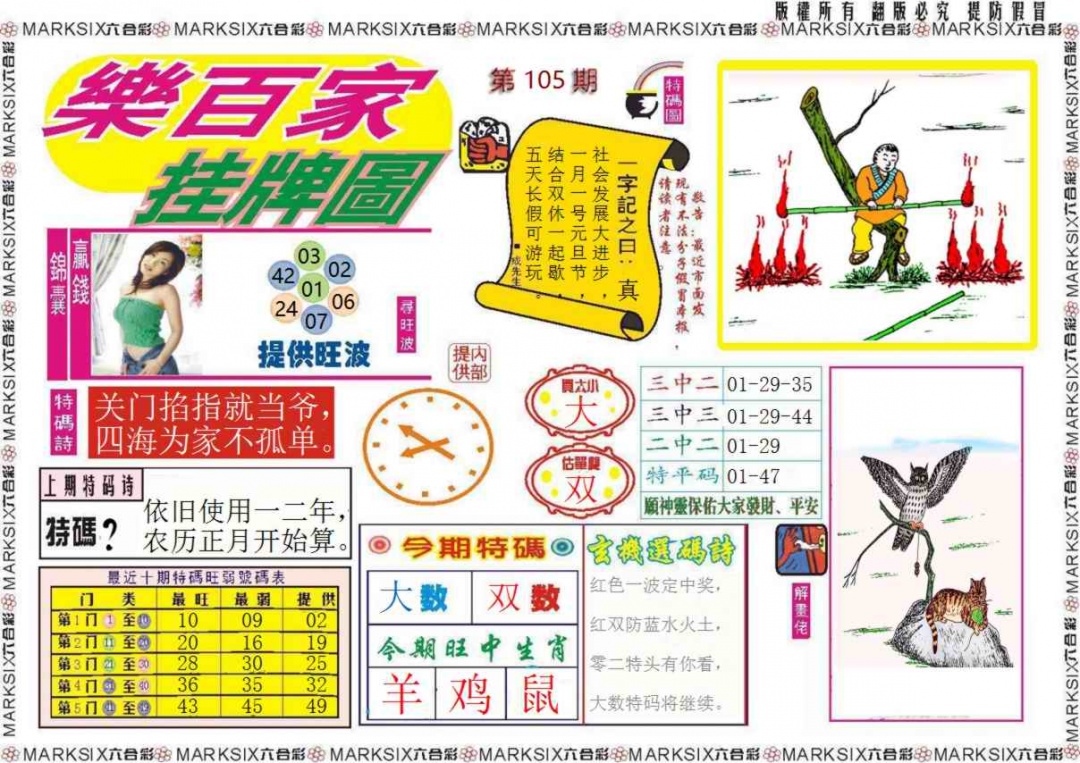 版權所有 翻版必究 提防假冒
MARKSIX六合彩 MARKSIX六合彩 MARKSIX六合彩 MARKSIX六合彩 MARKSIX六合彩 MARKSIX六合彩 MARKSIX六合彩
樂百家
挂牌圖
第 105 期
特碼圖
一字記之曰：真
社会发展大进步，
一月一号元旦节，
结合双休一起歇，
五天长假可游玩。
■成先生
敬告：最近市面发
现有不法分子假冒本报，
请读者注意。
贏錢
錦囊
03
42
02
01
24
06
07
提供旺波
尋旺波
内部
提供
特碼詩
关门掐指就当爷，
四海为家不孤单。
買大小
大
估單雙
双
三中二 01-29-35
三中三 01-29-44
二中二 01-29
特平码 01-47
願神靈保佑大家發財、平安
上期特码诗
特碼？
依旧使用一二年，
农历正月开始算。
最近十期特碼旺弱號碼表
门 类 最旺 最弱 提供
第1门 1 至 10 09 02
第2门 11 至 20 16 19
第3门 21 至 30 28 30 25
第4门 至 40 36 35 32
第5门 至 43 45 49
今期特碼
大数 双数
今期旺中生肖
羊 鸡 鼠
玄機選碼詩
红色一波定中奖，
红双防蓝水火土，
零二特头有你看，
大数特码将继续。
解畫佬
MARKSIX六合彩 MARKSIX六合彩 MARKSIX六合彩 MARKSIX六合彩 MARKSIX六合彩 MARKSIX六合彩 MARKSIX六合彩